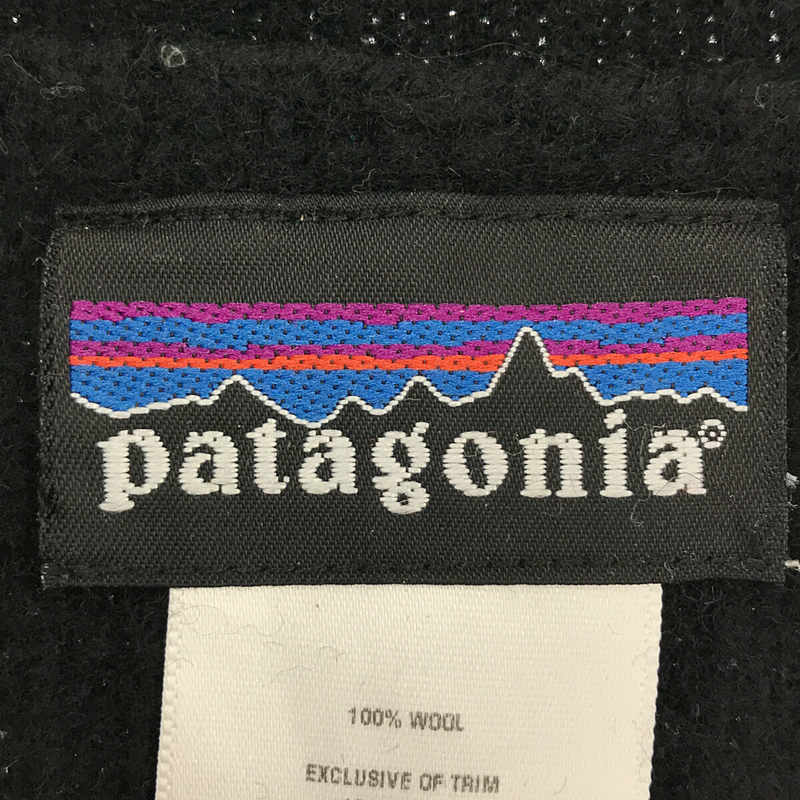 patagonia®
100% WOOL
EXCLUSIVE OF TRIM